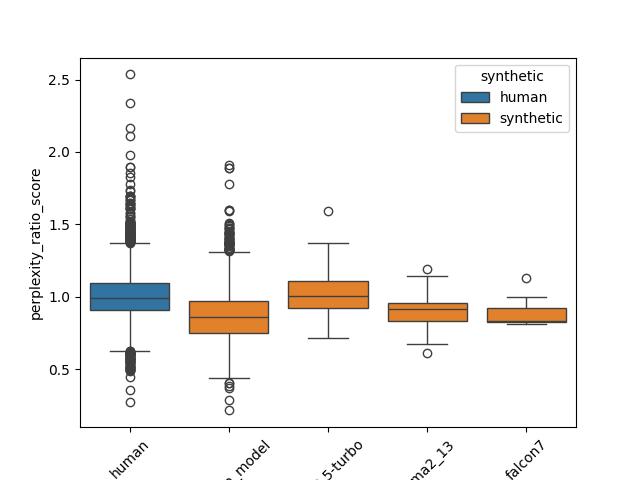 synthetic
human
synthetic
perplexity_ratio_score
2.5
2.0
1.5
1.0
0.5
human
_model
.5-turbo
ma2_13
falcon7